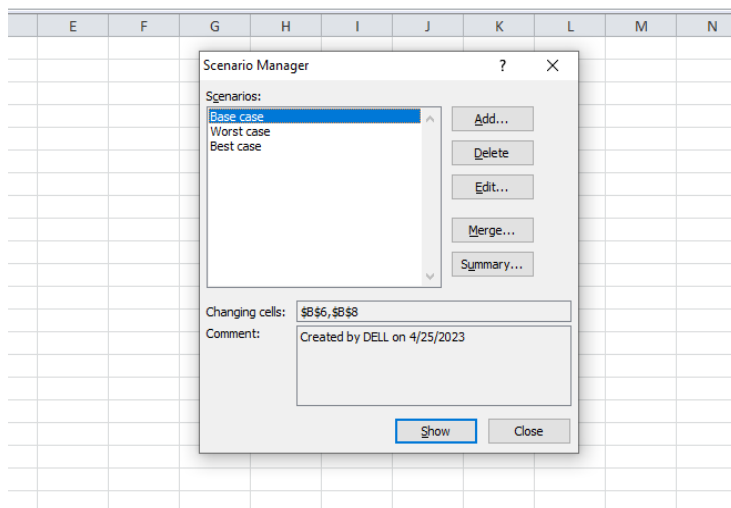 E F G H I J K L M N
Scenario Manager ? ×
Scenarios:
Base case
Worst case
Best case
Add...
Delete
Edit...
Merge...
Summary...
Changing cells: $B$6,$B$8
Comment: Created by DELL on 4/25/2023
Show Close